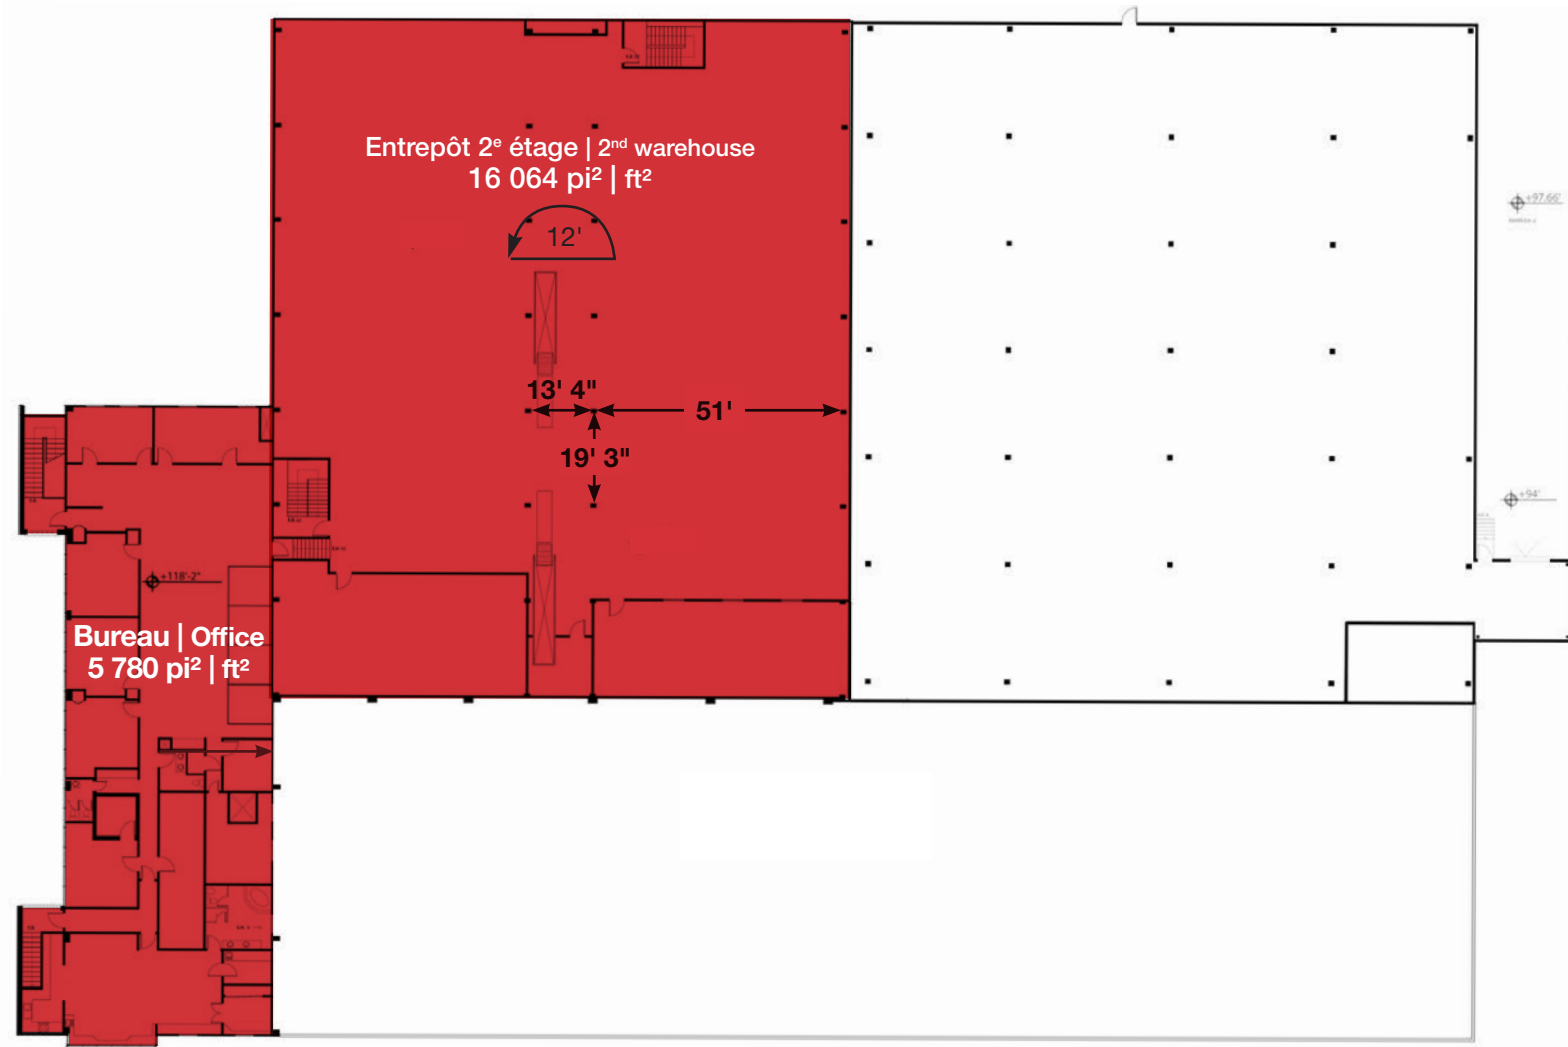 Entrepôt 2e étage | 2nd warehouse
16 064 pi² | ft²
12'
+97.66'
13' 4"
51'
19' 3"
+94'
+118'-2"
Bureau | Office
5 780 pi² | ft²